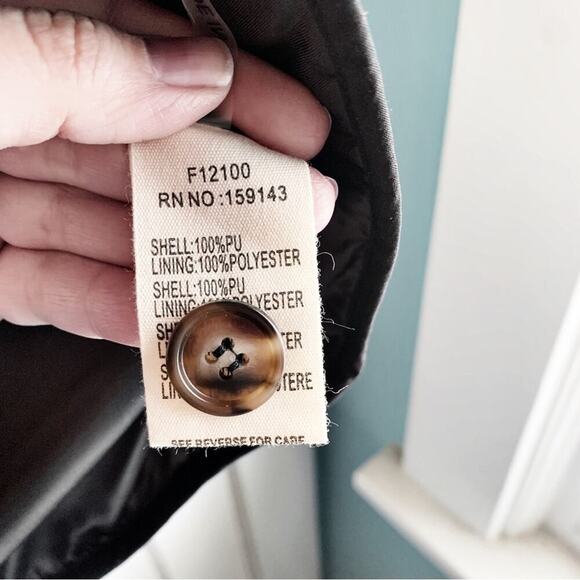 F12100
RN NO :159143
SHELL:100%PU
LINING:100%POLYESTER
SHELL:100%PU
LINING:100%POLYESTER
SEE REVERSE FOR CARE